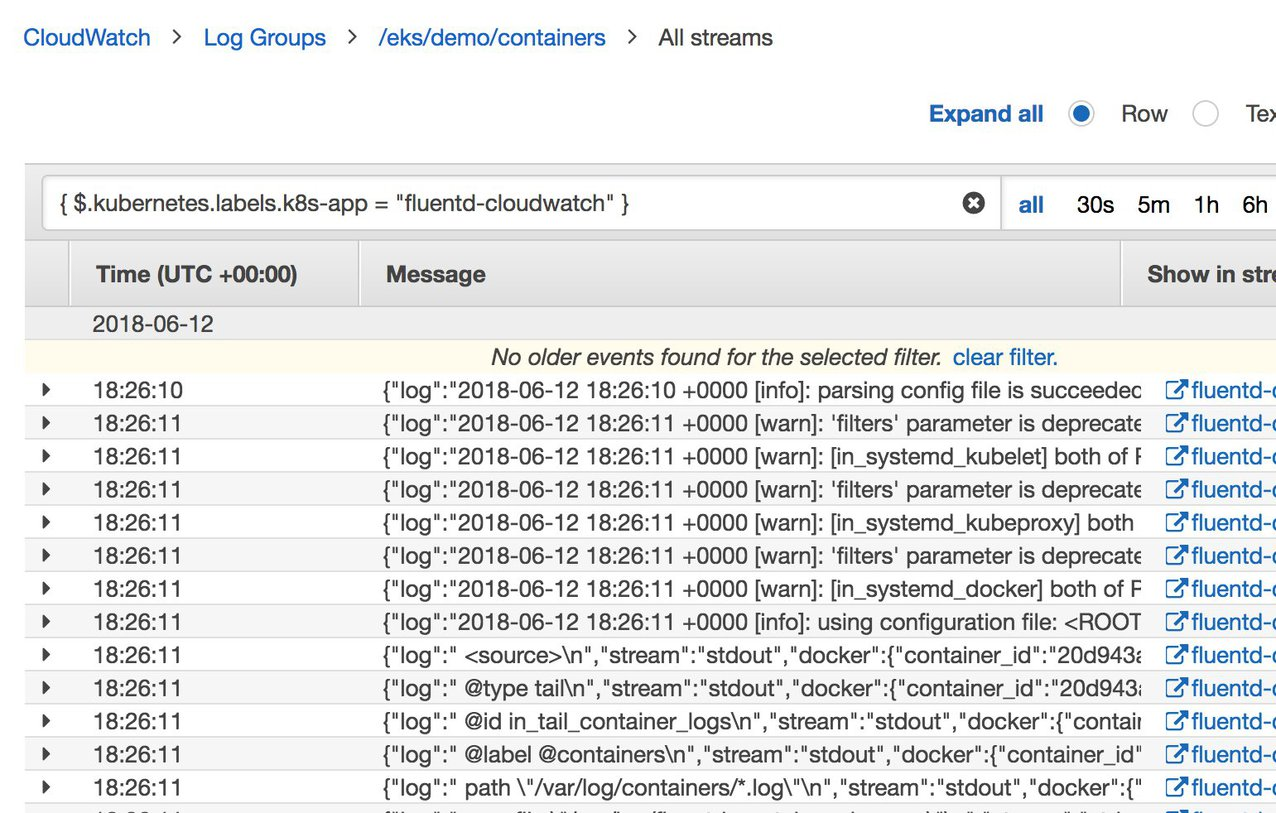 CloudWatch > Log Groups > /eks/demo/containers > All streams
Expand all Row
{ $.kubernetes.labels.k8s-app = "fluentd-cloudwatch" } all 30s 5m 1h 6h
Time (UTC +00:00) Message Show in
2018-06-12
No older events found for the selected filter. clear filter.
18:26:10 {"log":"2018-06-12 18:26:10 +0000 [info]: parsing config file is succeeded fluentd-
18:26:11 {"log":"2018-06-12 18:26:11 +0000 [warn]: 'filters' parameter is deprecate fluentd-
18:26:11 {"log":"2018-06-12 18:26:11 +0000 [warn]: [in_systemd_kubelet] both of fluentd-
18:26:11 {"log":"2018-06-12 18:26:11 +0000 [warn]: 'filters' parameter is deprecate fluentd-
18:26:11 {"log":"2018-06-12 18:26:11 +0000 [warn]: [in_systemd_kubeproxy] both fluentd-
18:26:11 {"log":"2018-06-12 18:26:11 +0000 [warn]: 'filters' parameter is deprecate fluentd-
18:26:11 {"log":"2018-06-12 18:26:11 +0000 [warn]: [in_systemd_docker] both of fluentd-
18:26:11 {"log":"2018-06-12 18:26:11 +0000 [info]: using configuration file: <ROOT fluentd-
18:26:11 {"log":" <source>\n","stream":"stdout","docker":{"container_id":"20d943a fluentd-
18:26:11 {"log":" @type tail\n","stream":"stdout","docker":{"container_id":"20d943a fluentd-
18:26:11 {"log":" @id in_tail_container_logs\n","stream":"stdout","docker":{"contai fluentd-
18:26:11 {"log":" @label @containers\n","stream":"stdout","docker":{"container_id" fluentd-
18:26:11 {"log":" path \"/var/log/containers/*.log\"\n","stream":"stdout","docker":{" fluentd-